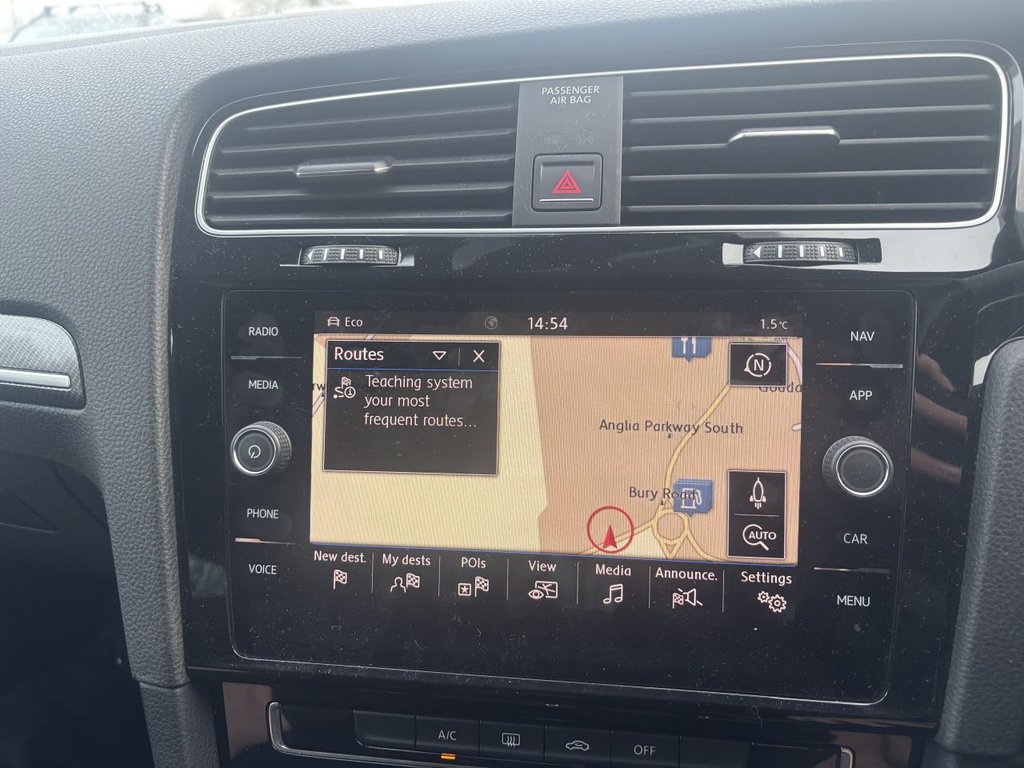 PASSENGER
AIR BAG
RADIO
MEDIA
PHONE
VOICE
Eco
14:54
1.5°C
Routes
Teaching system
your most
frequent routes...
N
Anglia Parkway South
Bury Road
AUTO
New dest.
My dests
POIs
View
Media
Announce.
Settings
NAV
APP
CAR
MENU
A/C
OFF